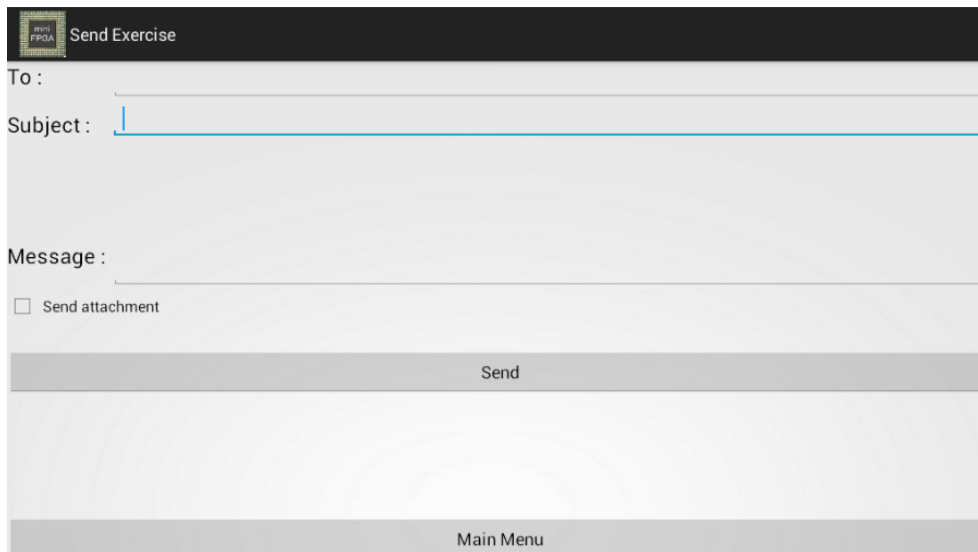 mini
FPGA
Send Exercise
To :
Subject :
Message :
Send attachment
Send
Main Menu